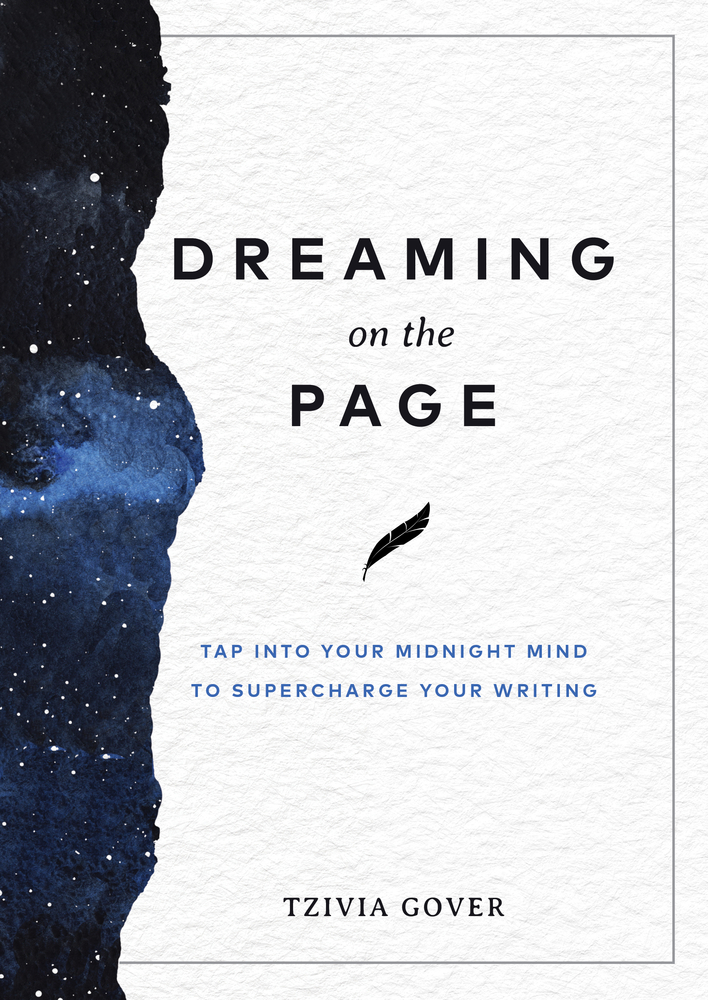 DREAMING
on the
PAGE
TAP INTO YOUR MIDNIGHT MIND
TO SUPERCHARGE YOUR WRITING
TZIVIA GOVER